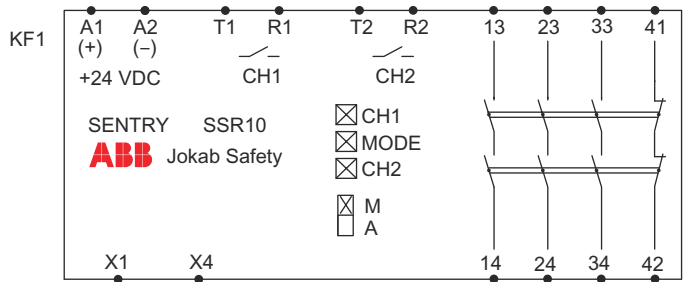 KF1
A1 A2 T1 R1 T2 R2 13 23 33 41
(+) (–)
+24 VDC CH1 CH2
SENTRY SSR10
ABB Jokab Safety
CH1
MODE
CH2
M
A
X1 X4 14 24 34 42